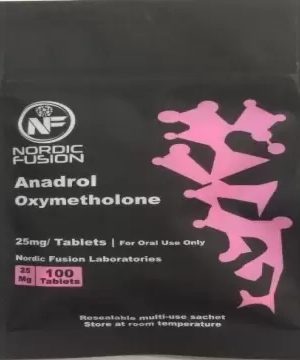 NF
NORDIC
FUSION
Anadrol
Oxymetholone
25mg/ Tablets | For Oral Use Only
Nordic Fusion Laboratories
25 Mg 100 Tablets
Resealable multi-use sachet
Store at room temperature